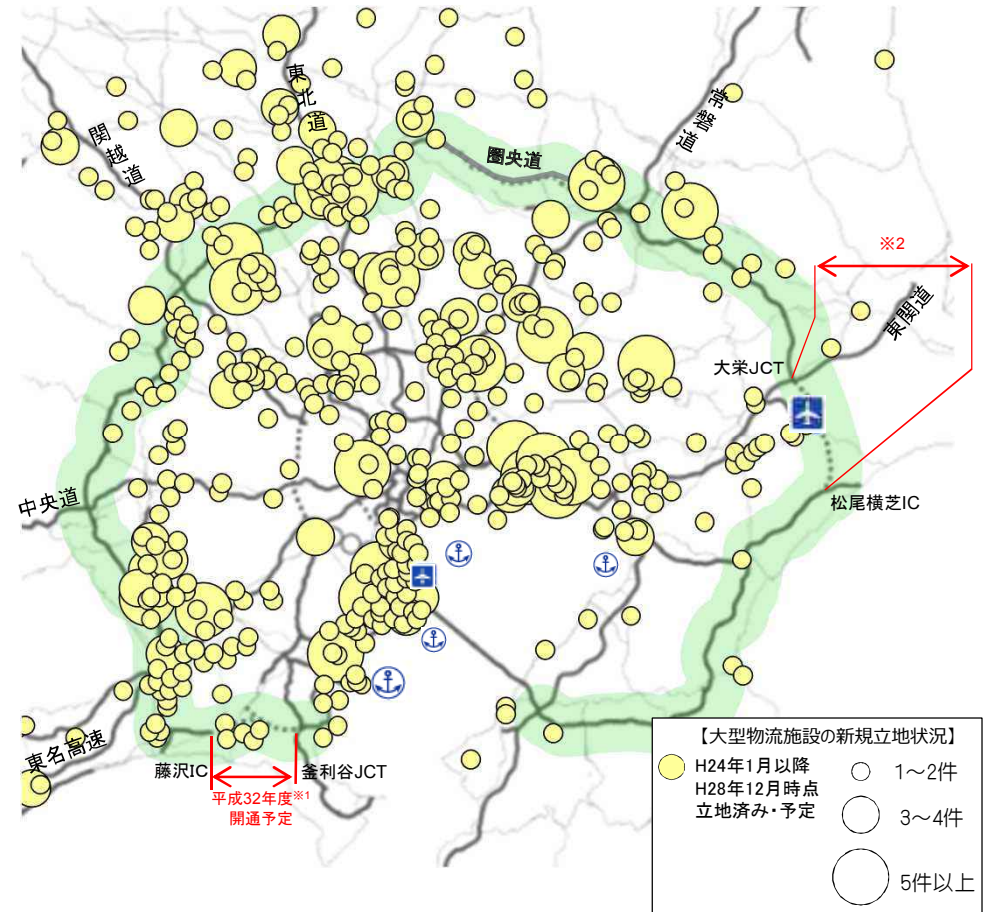 東北道
関越道
圏央道
常磐道
※2
東関道
大栄JCT
中央道
松尾横芝IC
東名高速
藤沢IC
釜利谷JCT
平成32年度※1
開通予定
【大型物流施設の新規立地状況】
H24年1月以降
H28年12月時点
立地済み・予定
1～2件
3～4件
5件以上